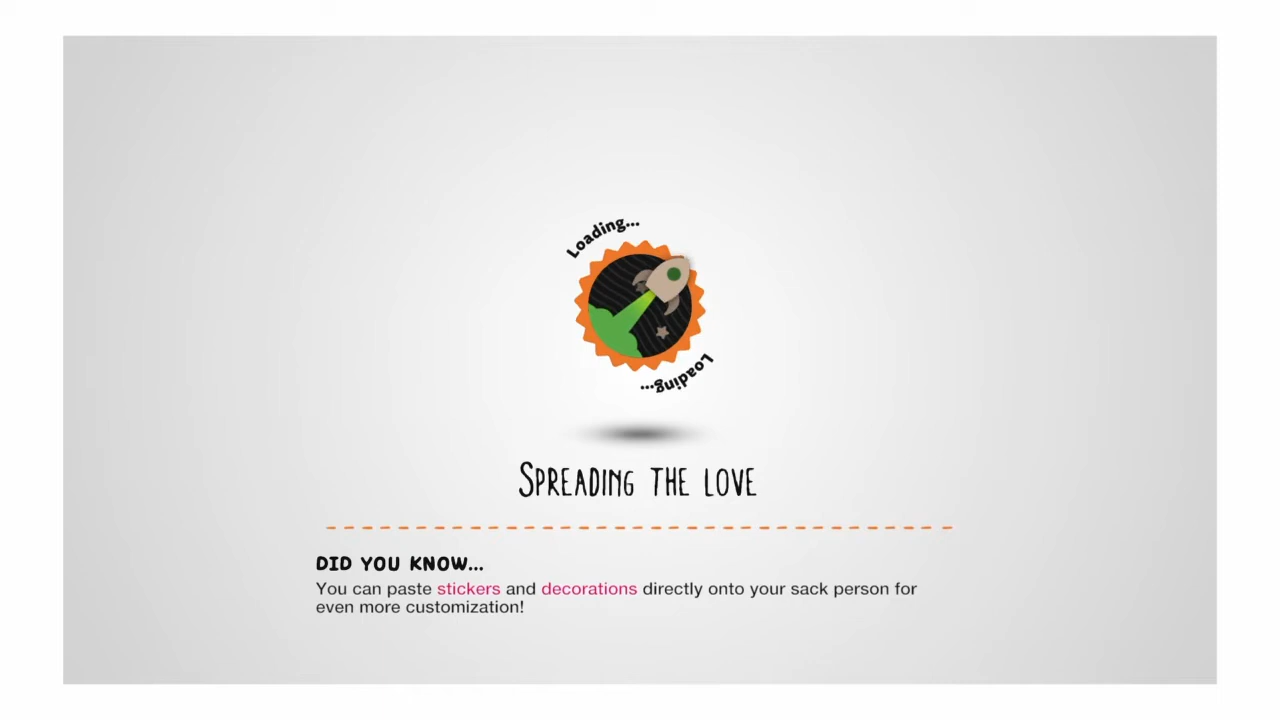 Loading...
Loading...
SPREADING THE LOVE
DID YOU KNOW...
You can paste stickers and decorations directly onto your sack person for
even more customization!